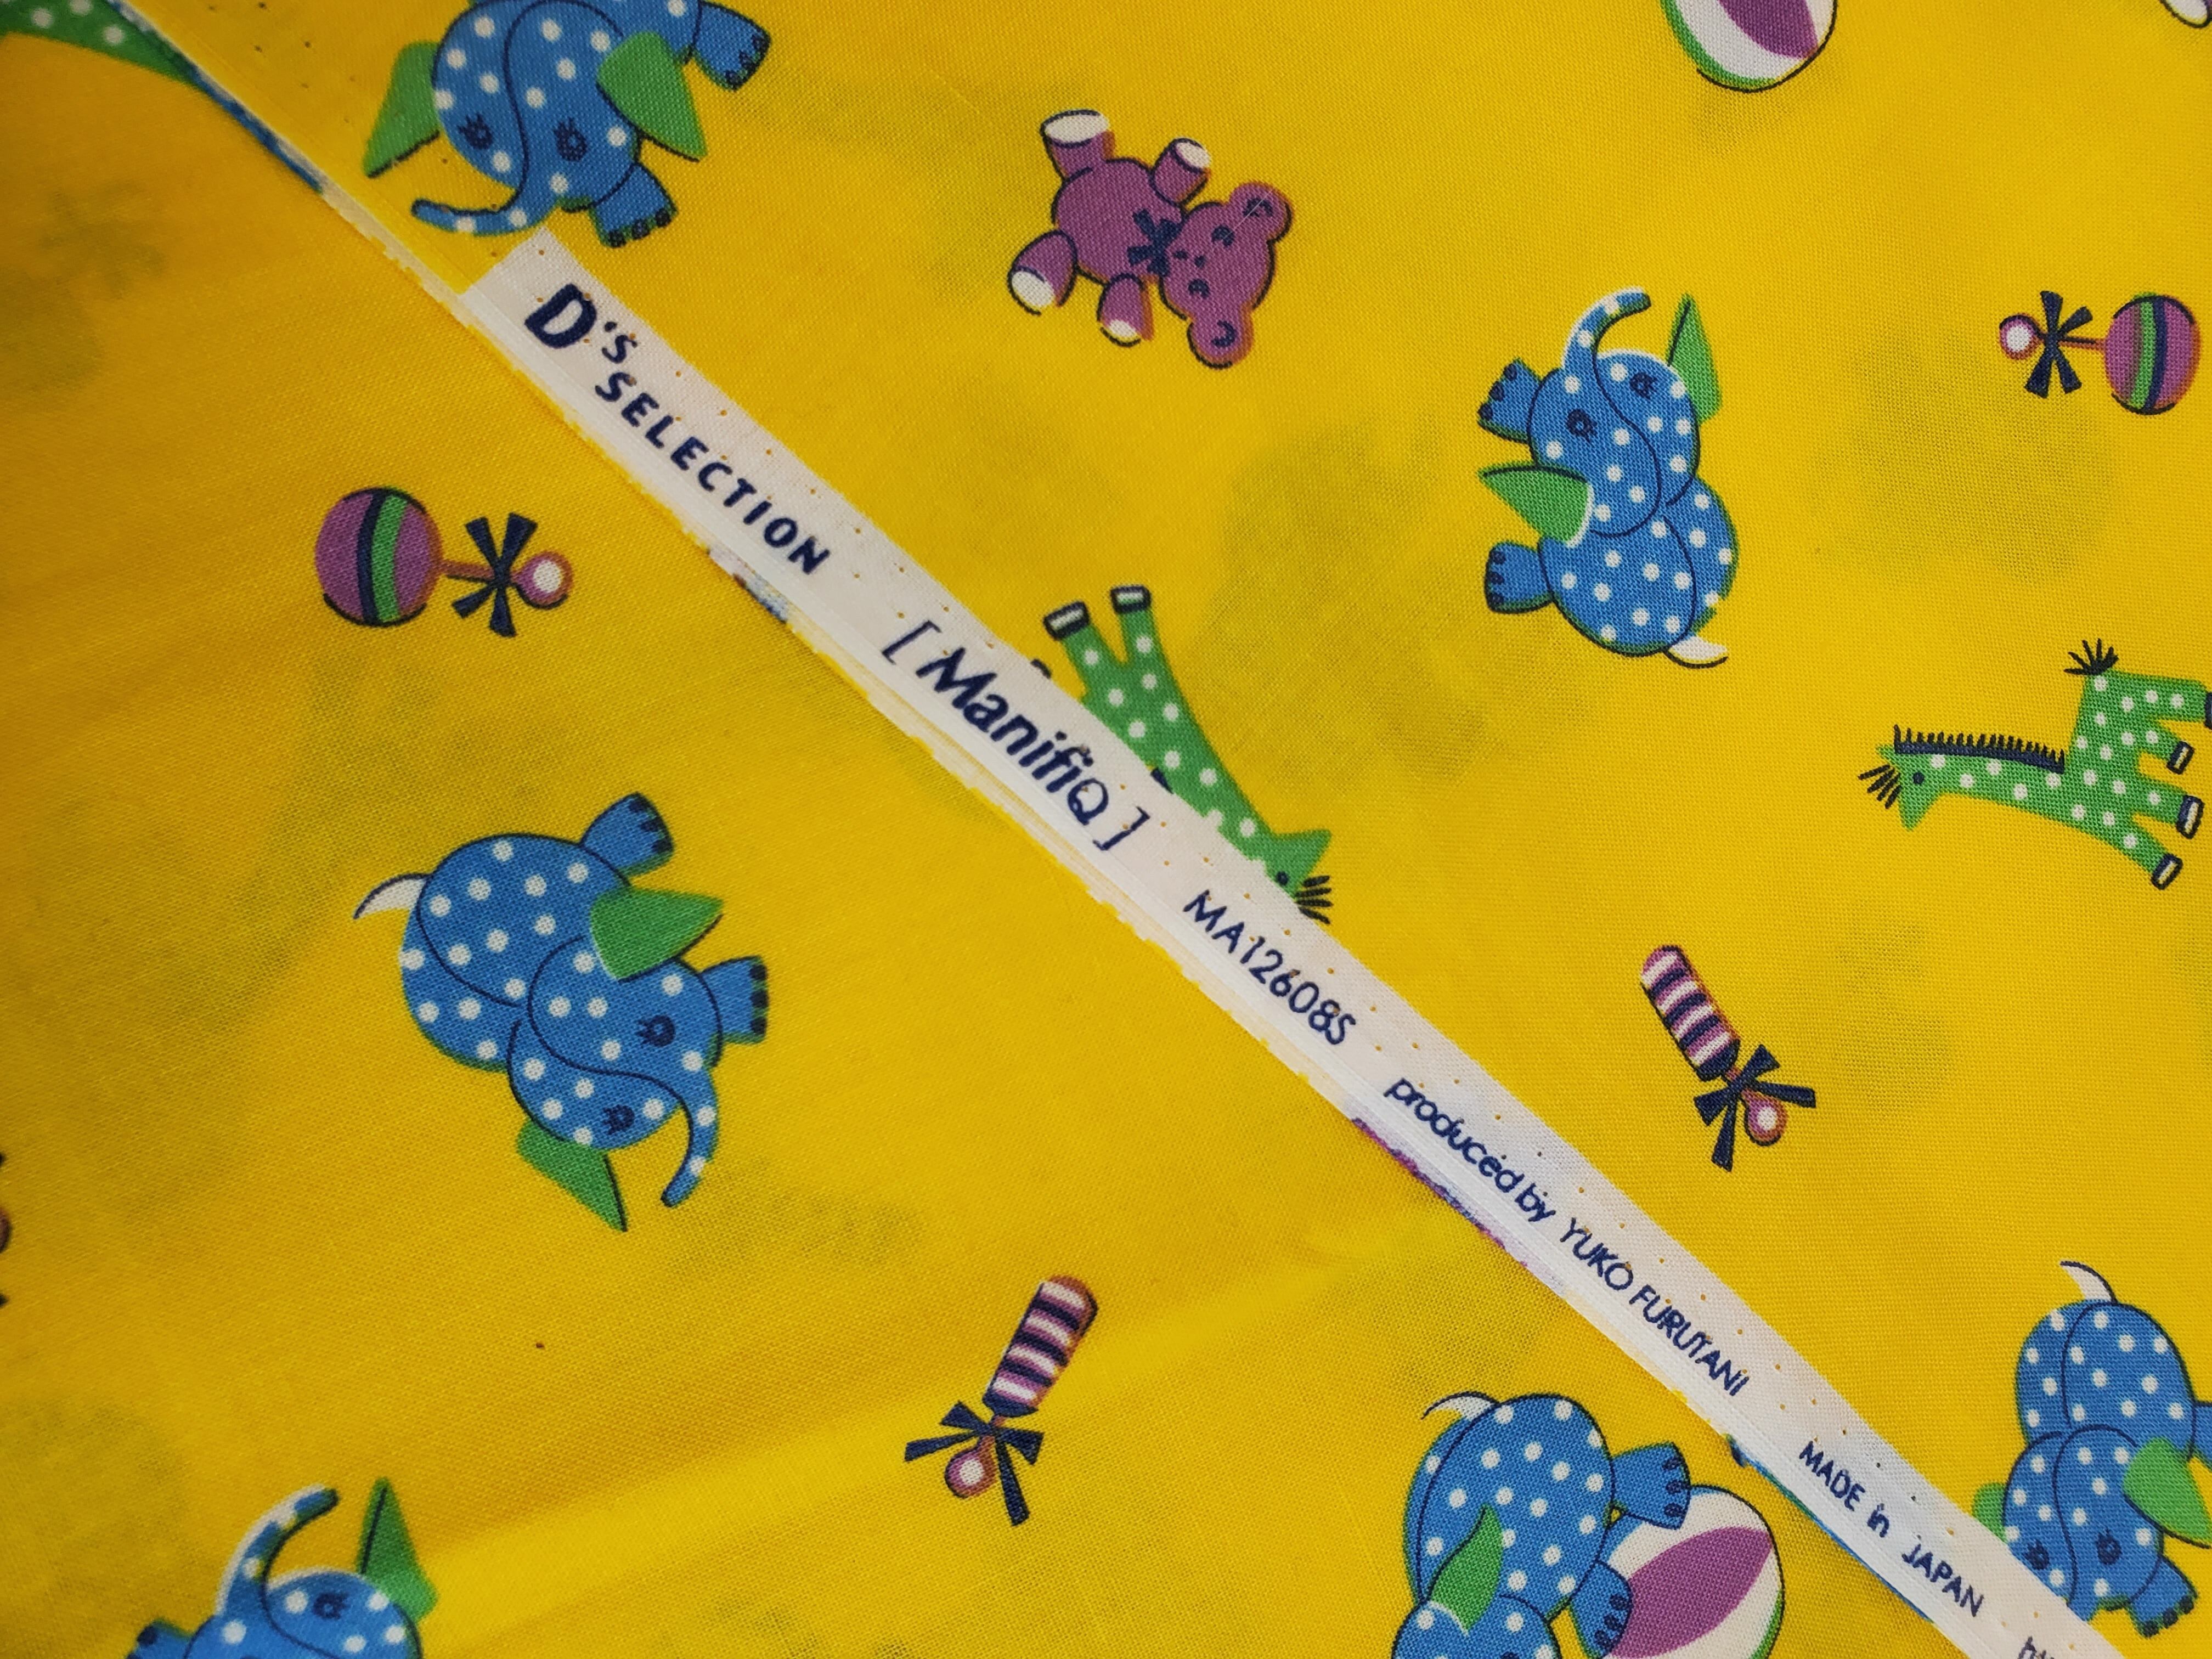 D's SELECTION [ManifiQ] MA12608S produced by YUKO FURUTANI MADE in JAPAN